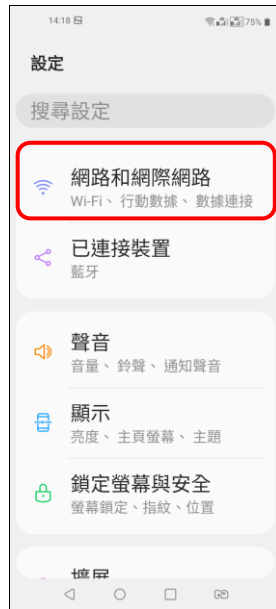 14:18 75%
設定
搜尋設定
網路和網際網路
Wi-Fi、 行動數據、 數據連接
已連接裝置
藍牙
聲音
音量、 鈴聲、 通知聲音
顯示
亮度、 主頁螢幕、 主題
鎖定螢幕與安全
螢幕鎖定、指紋、位置
擴展